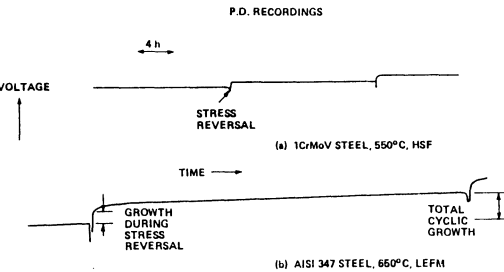 P.D. RECORDINGS
4 h
VOLTAGE
STRESS
REVERSAL
(a) 1CrMoV STEEL, 550°C, HSF
TIME
GROWTH
DURING
STRESS
REVERSAL
TOTAL
CYCLIC
GROWTH
(b) AISI 347 STEEL, 650°C, LEFM